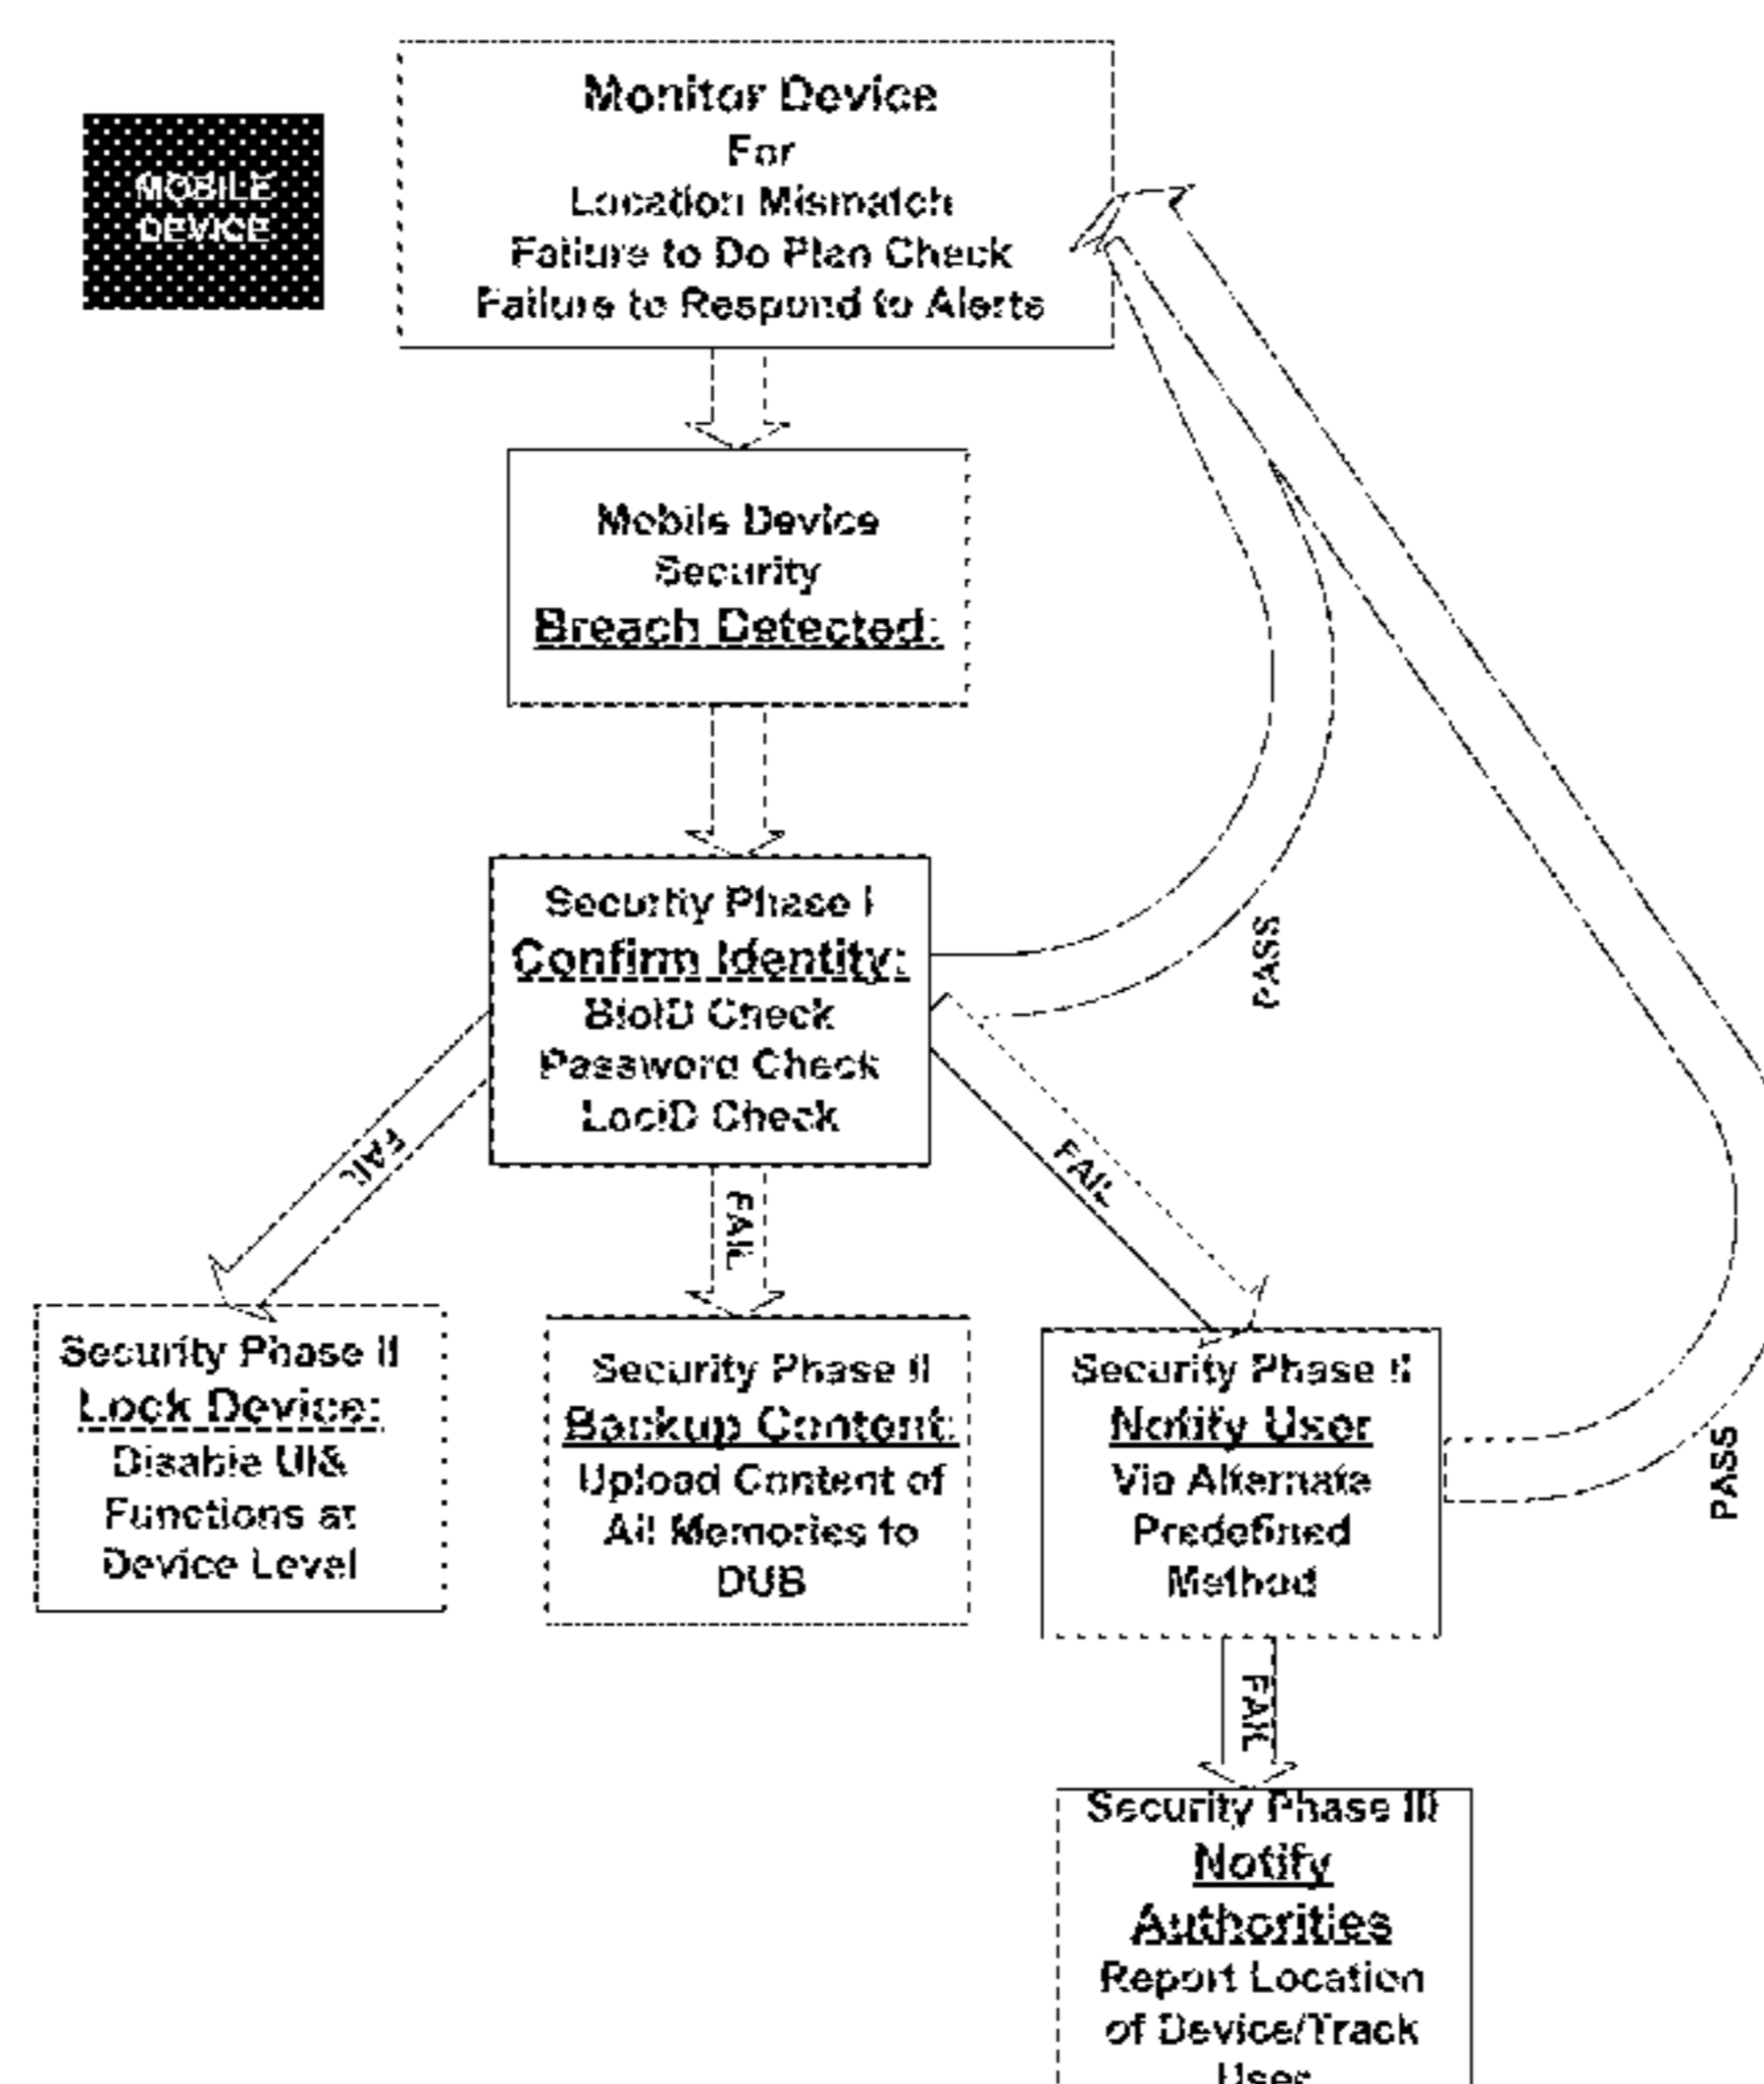 MOBILE
DEVICE
Monitor Device
For
Location Mismatch
Failure to Do Plan Check
Failure to Respond to Alerts
Mobile Device
Security
Breach Detected:
Security Phase I
Confirm Identity:
BioID Check
Password Check
LociD Check
PASS
FAIL
FAIL
FAIL
Security Phase II
Lock Device:
Disable UI&
Functions at
Device Level
Security Phase II
Backup Content:
Upload Content of
All Memories to
DUB
Security Phase II
Notify User
Via Alternate
Predefined
Method
PASS
FAIL
Security Phase III
Notify
Authorities
Report Location
of Device/Track
User